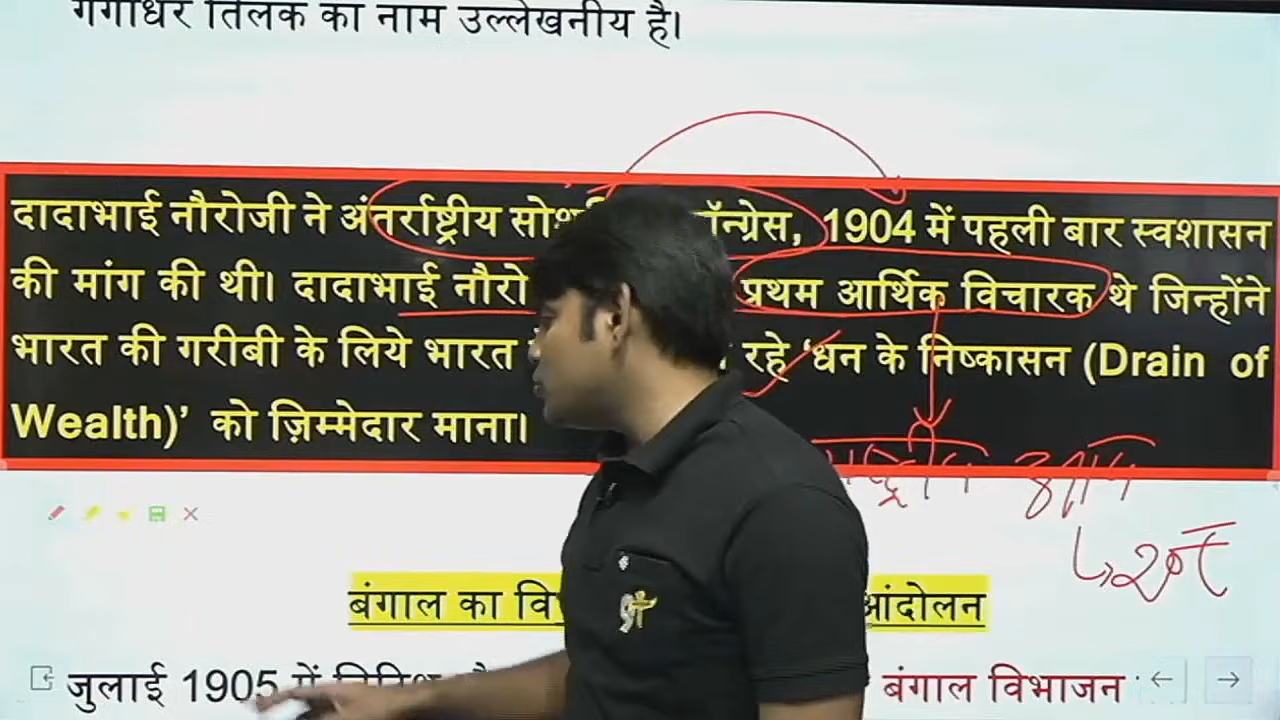 गंगाधर तिलक का नाम उल्लेखनीय है।
दादाभाई नौरोजी ने अंतर्राष्ट्रीय 1904 में पहली बार स्वशासन
की मांग की थी। दादाभाई प्रथम आर्थिक विचारक थे जिन्होंने
भारत की गरीबी के लिये भारत रहे 'धन के निष्कासन (Drain of
Wealth)' को ज़िम्मेदार माना।
राष्ट्रीय आय
बंगाल का आंदोलन
जुलाई 1905 में बंगाल विभाजन